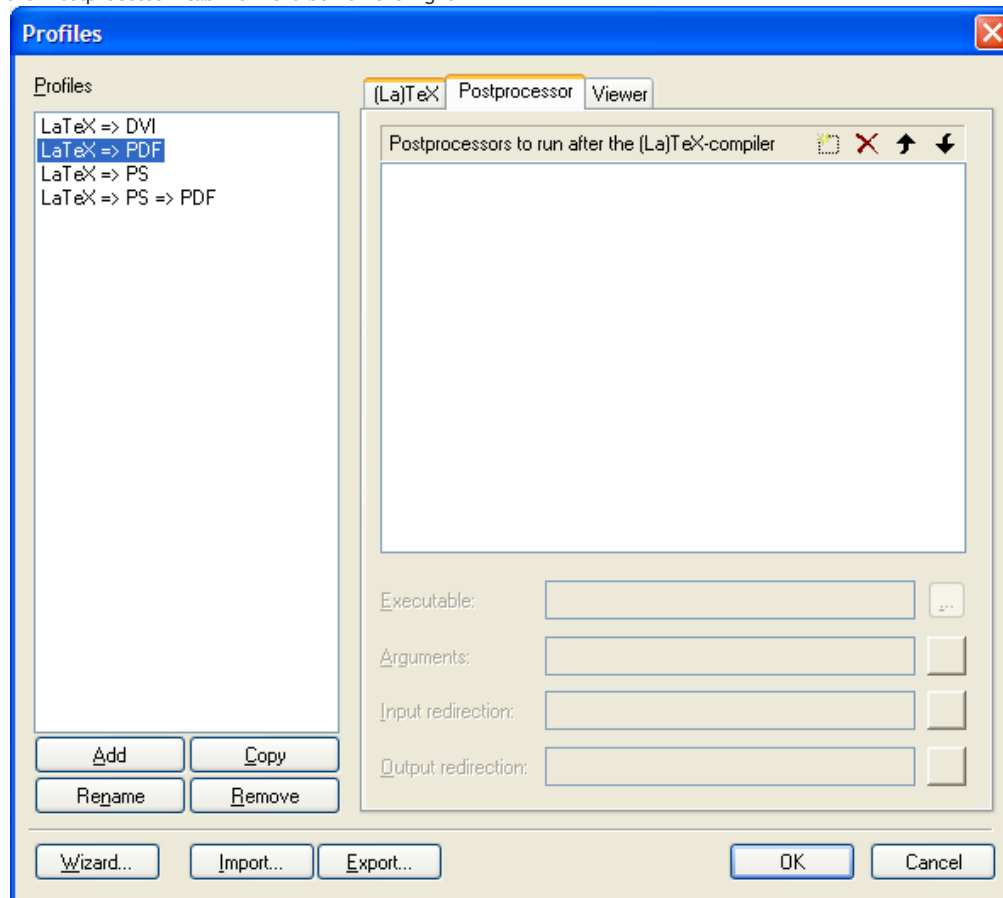 Profiles
Profiles
LaTeX => DVI
LaTeX => PDF
LaTeX => PS
LaTeX => PS => PDF
Add Copy
Rename Remove
(La)TeX Postprocessor Viewer
Postprocessors to run after the (La)TeX-compiler
Executable: ...
Arguments:
Input redirection:
Output redirection:
Wizard... Import... Export... OK Cancel